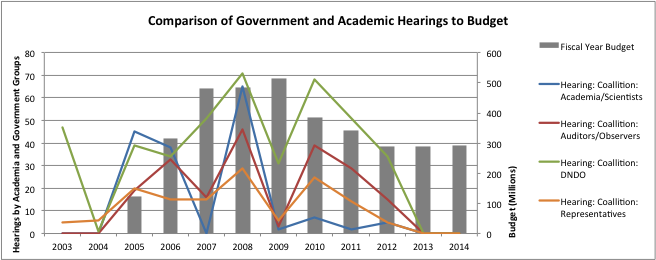 Comparison of Government and Academic Hearings to Budget
Hearings by Academia and Government Groups
80
70
60
50
40
30
20
10
0
600
500
400
300
200
100
0
Budget (Millions)
2003 2004 2005 2006 2007 2008 2009 2010 2011 2012 2013 2014
Fiscal Year Budget
Hearing: Coallition:
Academia/Scientists
Hearing: Coallition:
Auditors/Observers
Hearing: Coallition:
DNDO
Hearing: Coallition:
Representatives